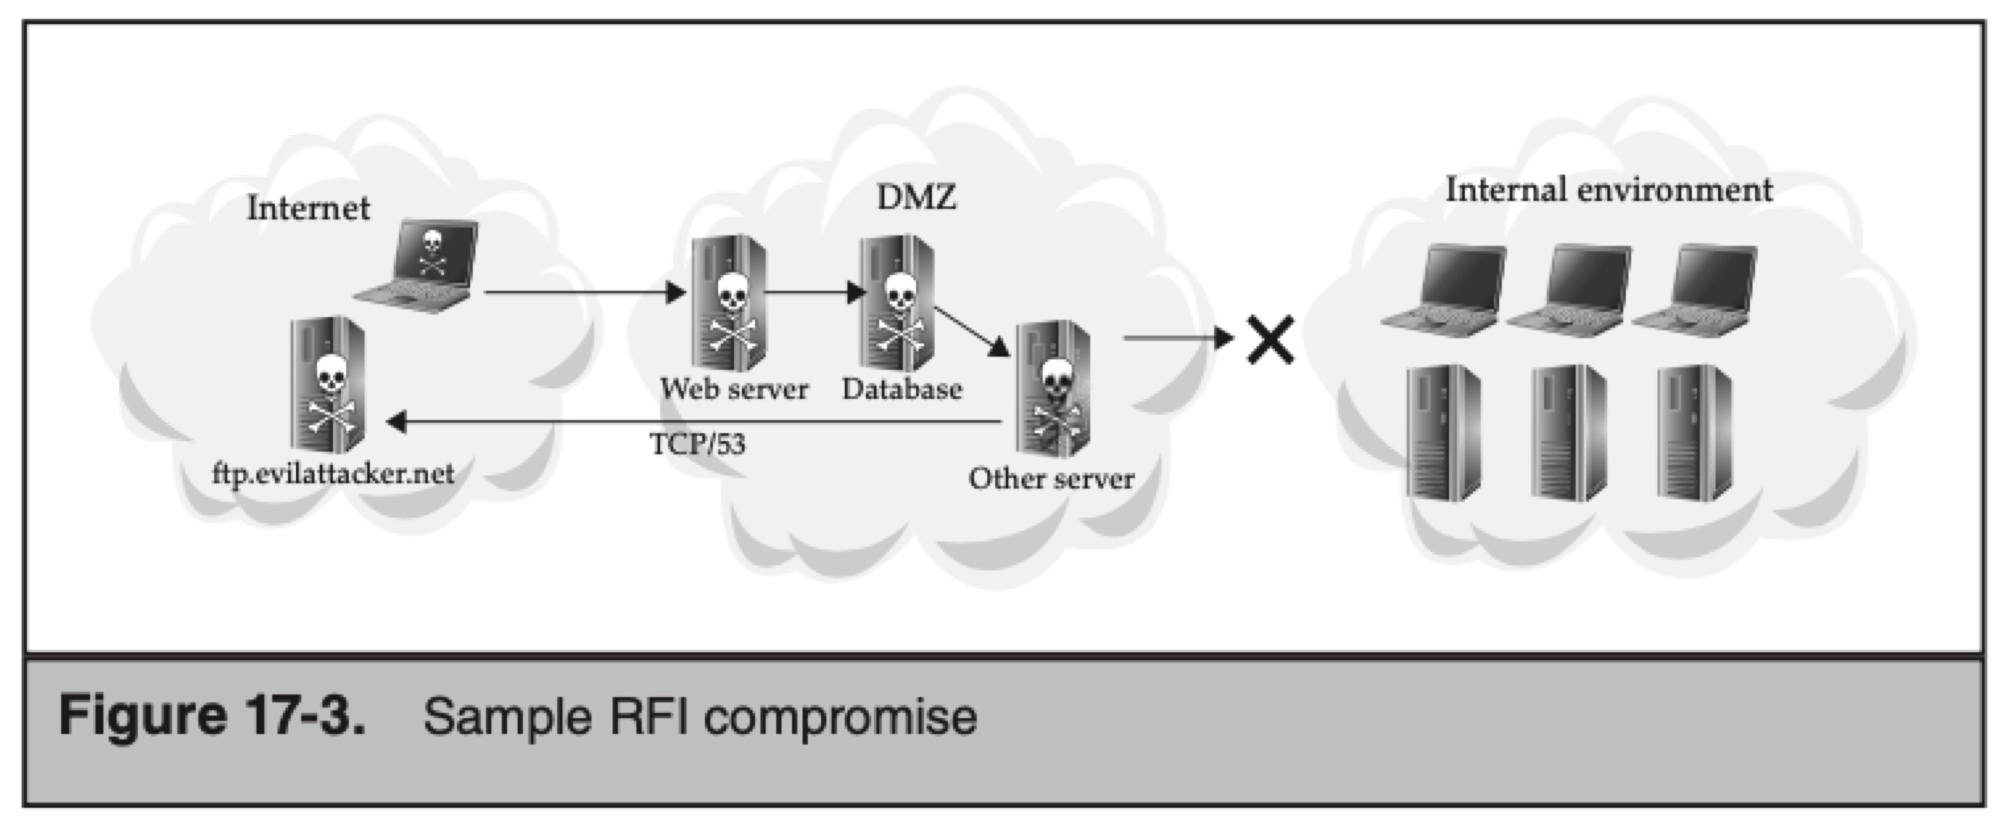 Internet
DMZ
Internal environment
Web server
Database
TCP/53
ftp.evilattacker.net
Other server
Figure 17-3. Sample RFI compromise